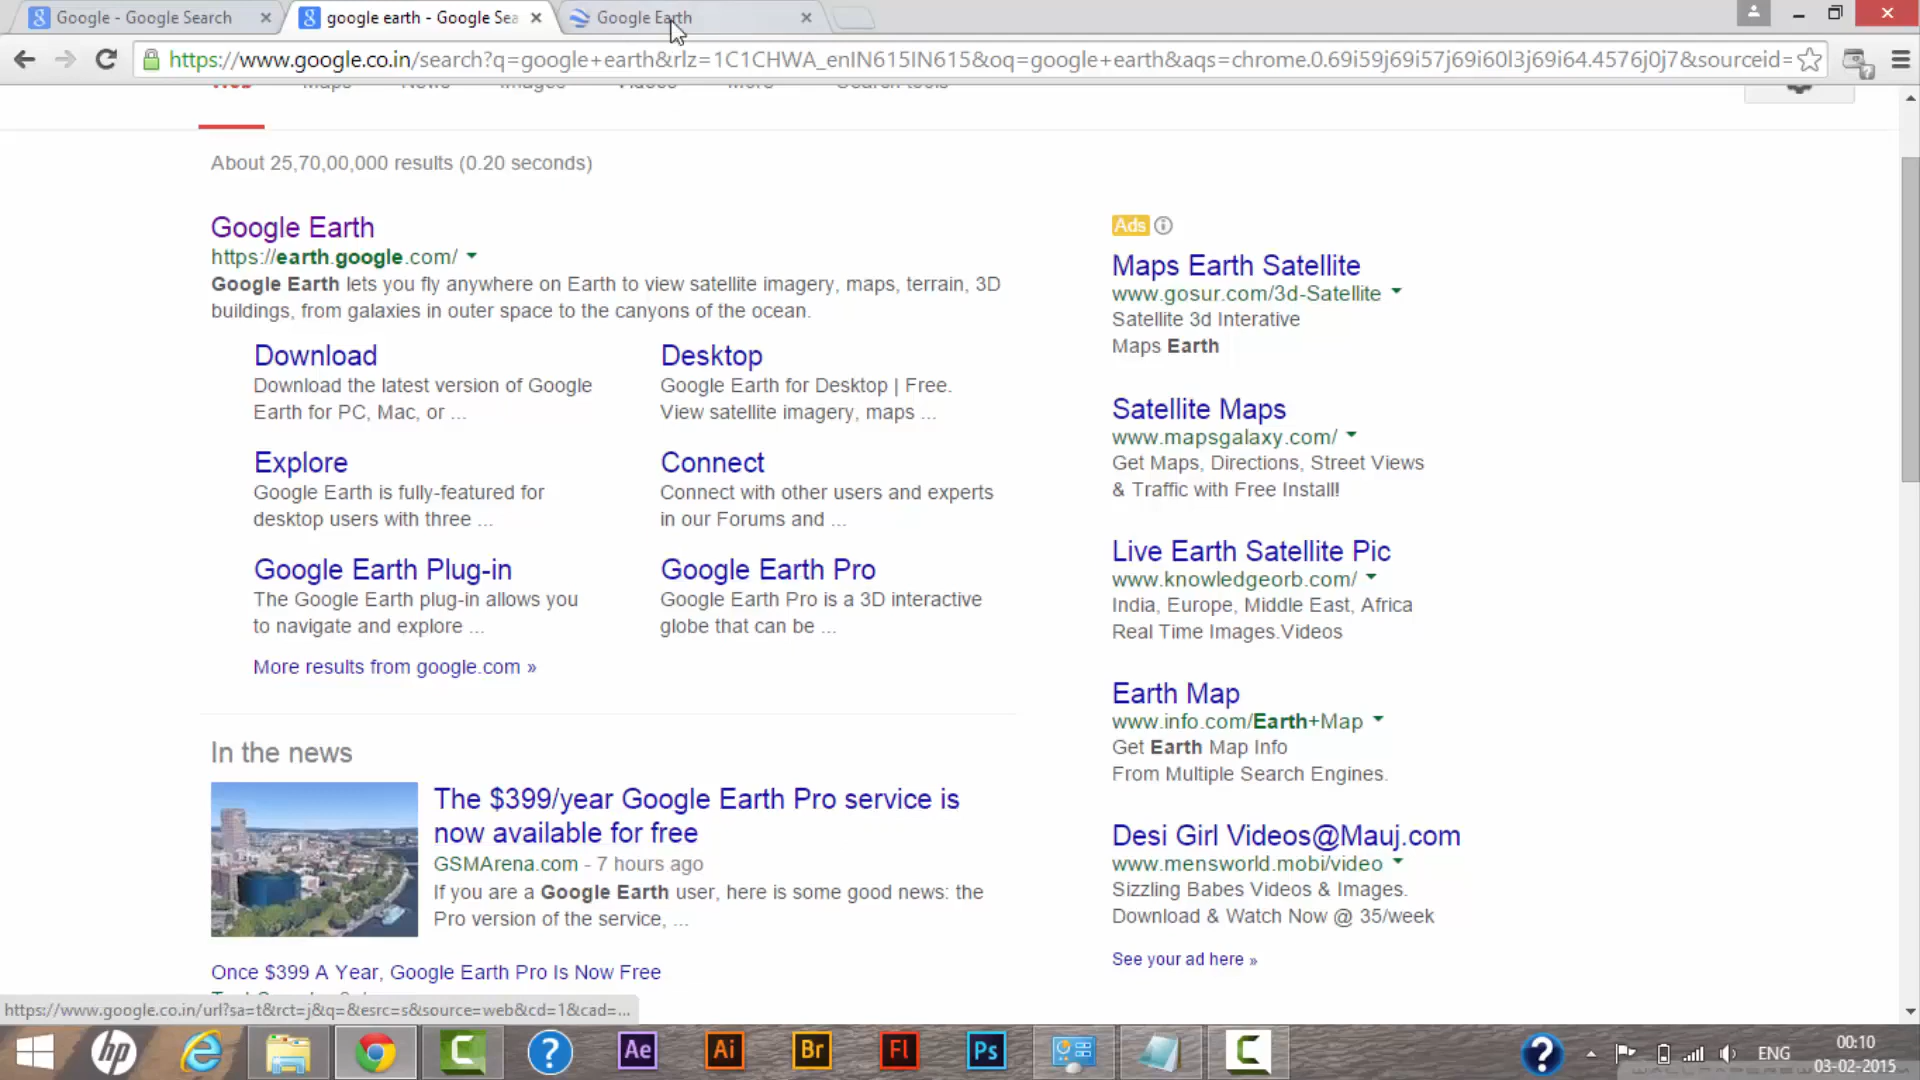 Google - Google Search
google earth - Google Sea
Google Earth
https://www.google.co.in/search?q=google+earth&rlz=1C1CHWA_enIN615IN615&oq=google+earth&aqs=chrome.0.69i59j69i57j69i60l3j69i64.4576j0j7&sourceid=
Web Maps News Images Videos More Search tools
About 25,70,00,000 results (0.20 seconds)
Google Earth
https://earth.google.com/
Google Earth lets you fly anywhere on Earth to view satellite imagery, maps, terrain, 3D
buildings, from galaxies in outer space to the canyons of the ocean.
Download
Download the latest version of Google
Earth for PC, Mac, or ...
Desktop
Google Earth for Desktop | Free.
View satellite imagery, maps ...
Explore
Google Earth is fully-featured for
desktop users with three ...
Connect
Connect with other users and experts
in our Forums and ...
Google Earth Plug-in
The Google Earth plug-in allows you
to navigate and explore ...
Google Earth Pro
Google Earth Pro is a 3D interactive
globe that can be ...
More results from google.com »
In the news
The $399/year Google Earth Pro service is
now available for free
GSMArena.com - 7 hours ago
If you are a Google Earth user, here is some good news: the
Pro version of the service, ...
Once $399 A Year, Google Earth Pro Is Now Free
Ads
Maps Earth Satellite
www.gosur.com/3d-Satellite
Satellite 3d Interative
Maps Earth
Satellite Maps
www.mapsgalaxy.com/
Get Maps, Directions, Street Views
& Traffic with Free Install!
Live Earth Satellite Pic
www.knowledgeorb.com/
India, Europe, Middle East, Africa
Real Time Images.Videos
Earth Map
www.info.com/Earth+Map
Get Earth Map Info
From Multiple Search Engines.
Desi Girl Videos@Mauj.com
www.mensworld.mobi/video
Sizzling Babes Videos & Images.
Download & Watch Now @ 35/week
See your ad here »
https://www.google.co.in/url?sa=t&rct=j&q=&esrc=s&source=web&cd=1&cad=...
hp
Ae
Ai
Br
Fl
Ps
ENG
00:10
03-02-2015